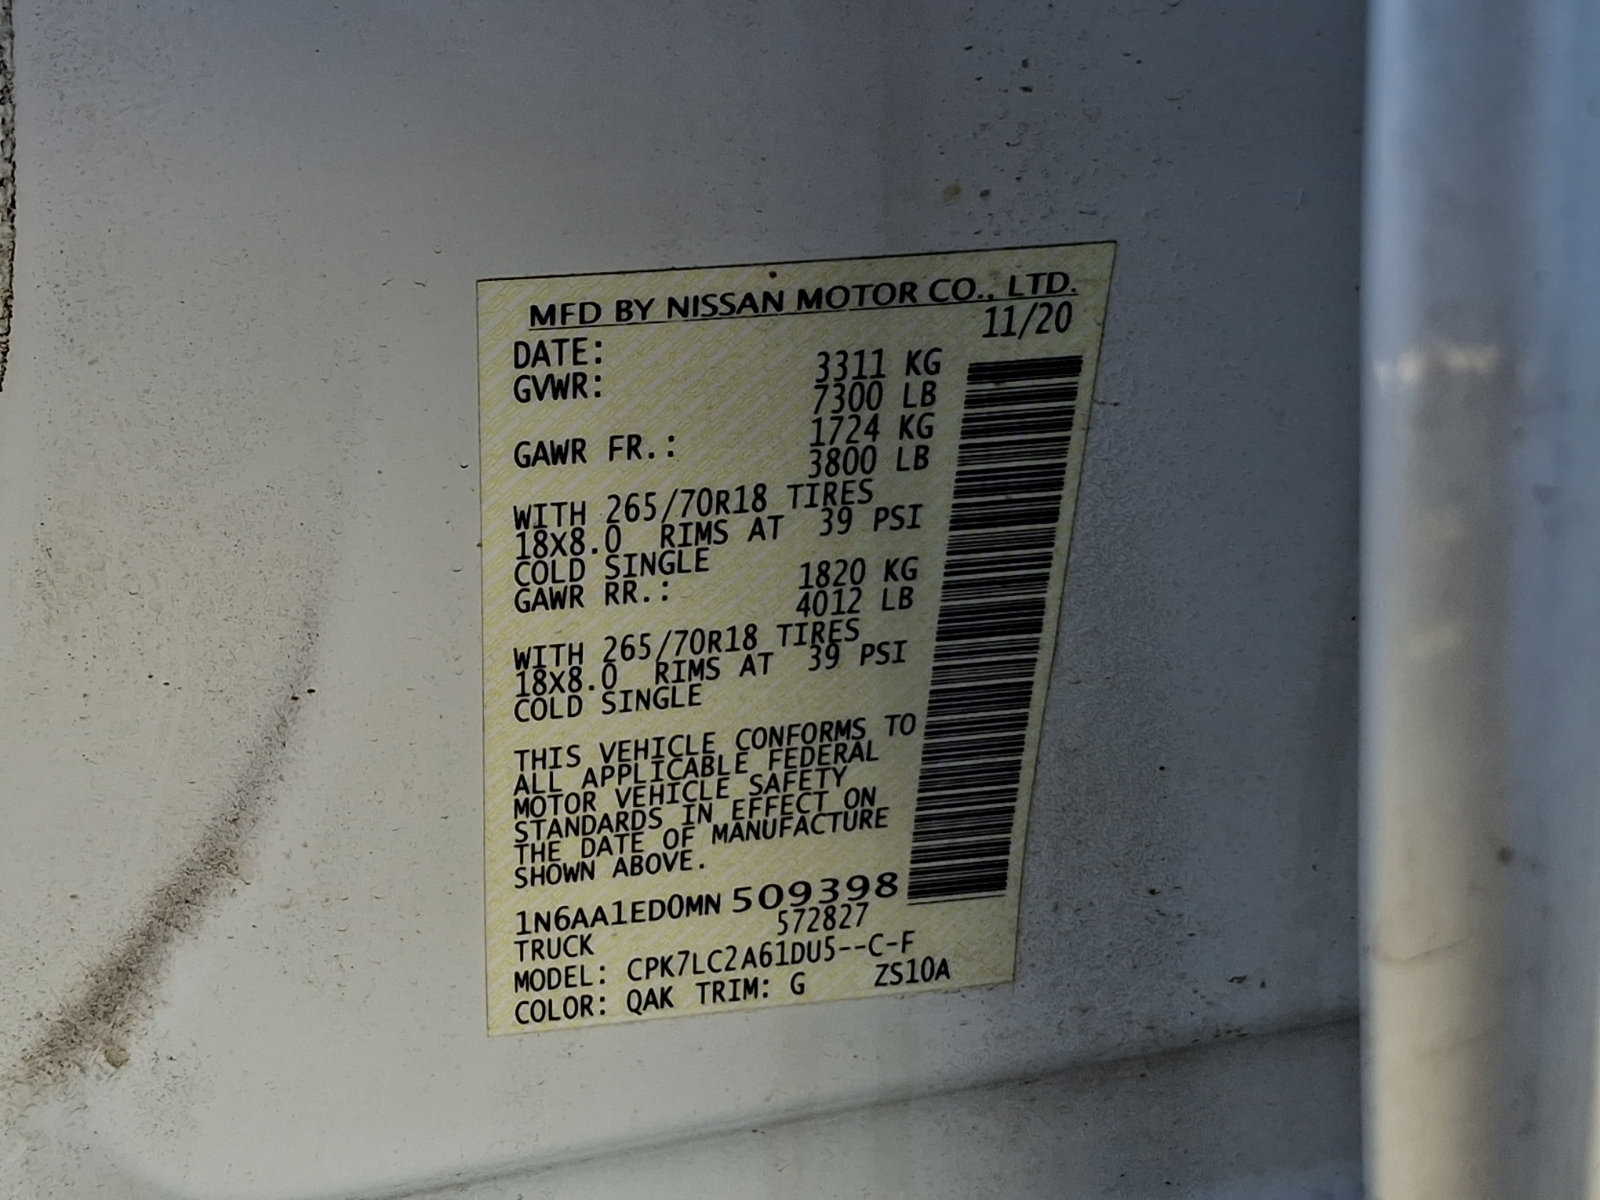 MFD BY NISSAN MOTOR CO., LTD.
DATE: 11/20
GVWR: 3311 KG
7300 LB
GAWR FR.: 1724 KG
3800 LB
WITH 265/70R18 TIRES
18X8.0 RIMS AT 39 PSI
COLD SINGLE
GAWR RR.: 1820 KG
4012 LB
WITH 265/70R18 TIRES
18X8.0 RIMS AT 39 PSI
COLD SINGLE
THIS VEHICLE CONFORMS TO
ALL APPLICABLE FEDERAL
MOTOR VEHICLE SAFETY
STANDARDS IN EFFECT ON
THE DATE OF MANUFACTURE
SHOWN ABOVE.
1N6AA1ED0MN 509398
TRUCK 572827
MODEL: CPK7LC2A61DU5--C-F
COLOR: QAK TRIM: G ZS10A